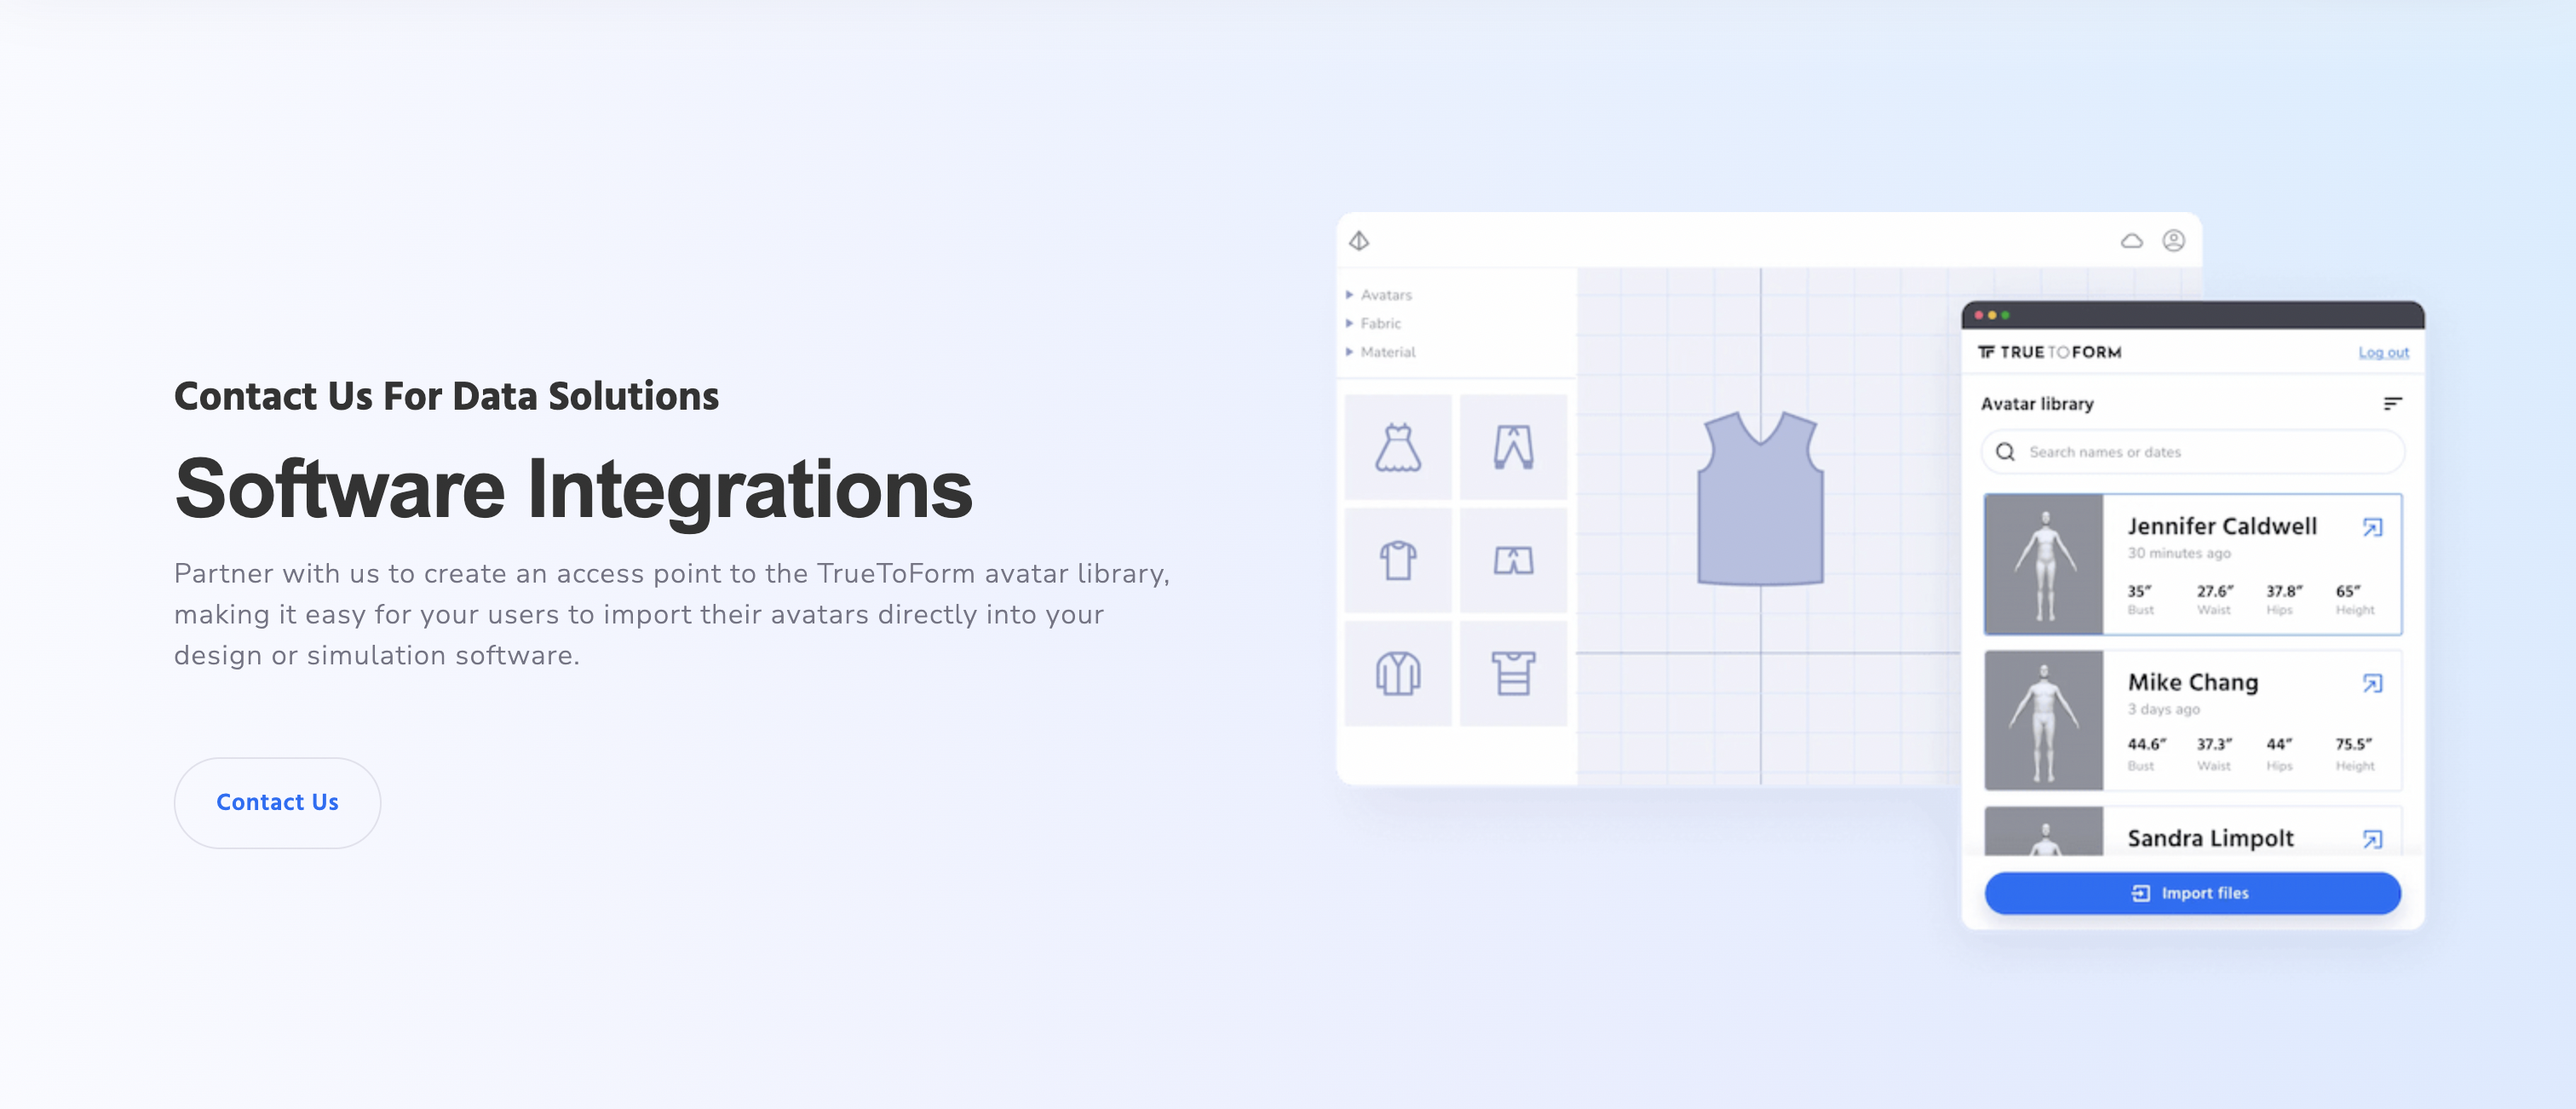 Contact Us For Data Solutions
Software Integrations
Partner with us to create an access point to the TrueToForm avatar library,
making it easy for your users to import their avatars directly into your
design or simulation software.
Contact Us
Avatars
Fabric
Material
TRUETOFORM
Log out
Avatar library
Search names or dates
Jennifer Caldwell
30 minutes ago
35″ 27.6″ 37.8″ 65″
Bust Waist Hips Height
Mike Chang
3 days ago
44.6″ 37.3″ 44″ 75.5″
Bust Waist Hips Height
Sandra Limpolt
Import files